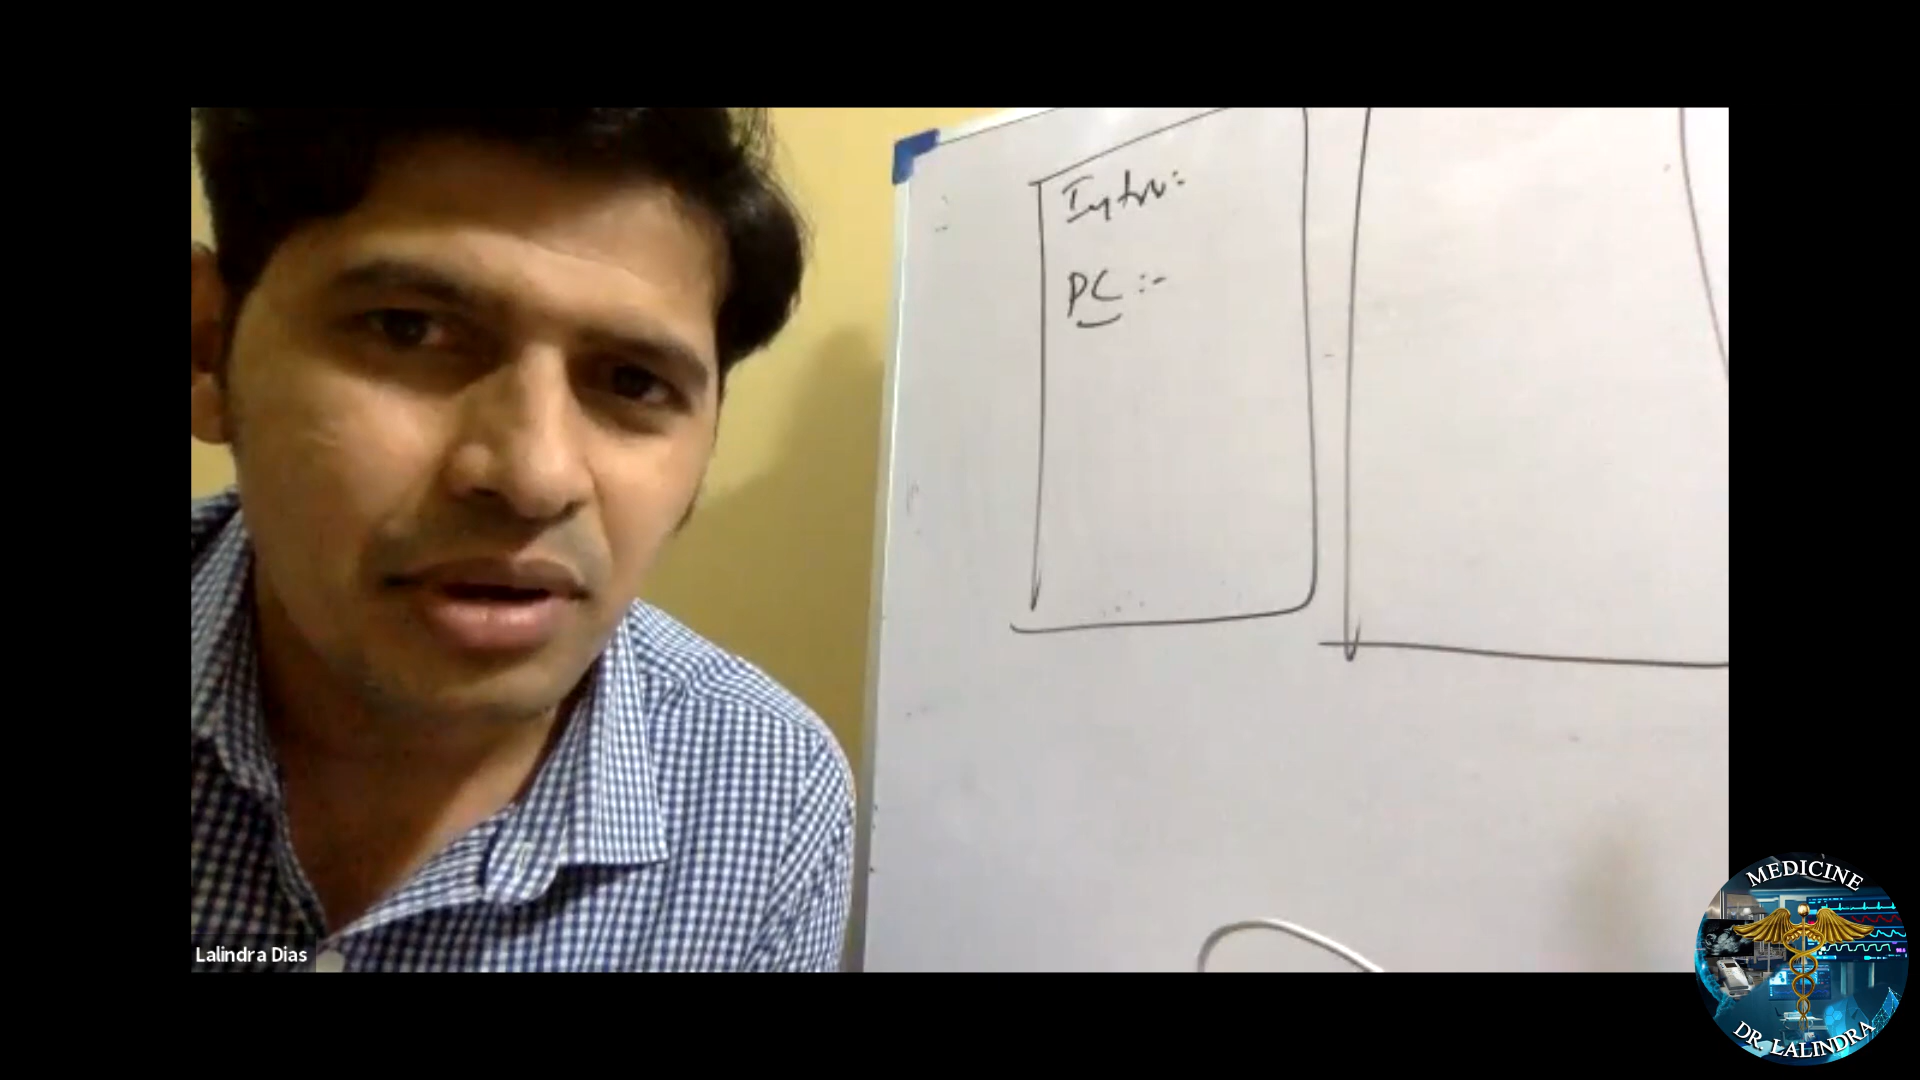 Intro:
PC :-
Lalindra Dias
MEDICINE
DR. LALINDRA